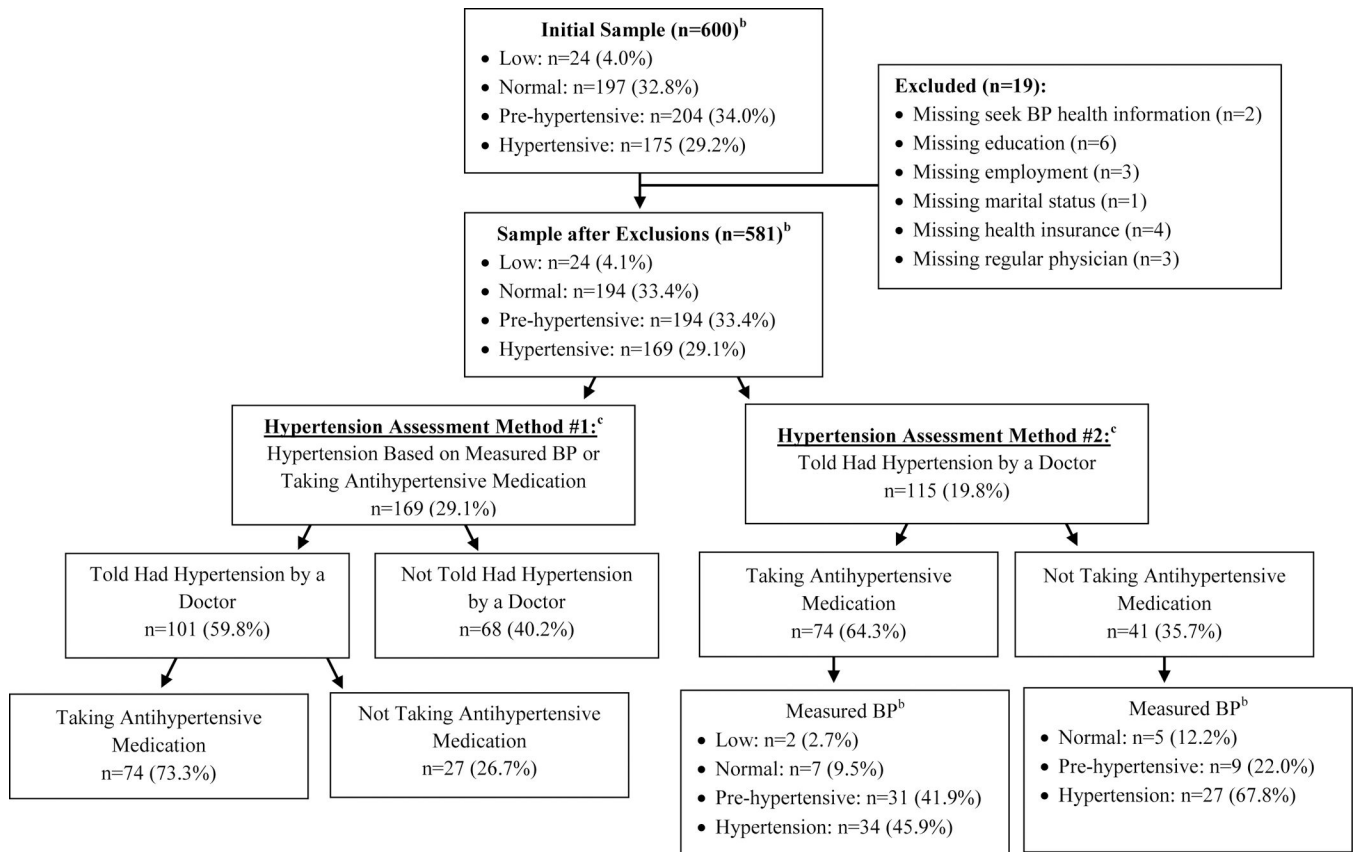 Initial Sample (n=600)b
• Low: n=24 (4.0%)
• Normal: n=197 (32.8%)
• Pre-hypertensive: n=204 (34.0%)
• Hypertensive: n=175 (29.2%)
Excluded (n=19):
• Missing seek BP health information (n=2)
• Missing education (n=6)
• Missing employment (n=3)
• Missing marital status (n=1)
• Missing health insurance (n=4)
• Missing regular physician (n=3)
Sample after Exclusions (n=581)b
• Low: n=24 (4.1%)
• Normal: n=194 (33.4%)
• Pre-hypertensive: n=194 (33.4%)
• Hypertensive: n=169 (29.1%)
Hypertension Assessment Method #1:c
Hypertension Based on Measured BP or
Taking Antihypertensive Medication
n=169 (29.1%)
Hypertension Assessment Method #2:c
Told Had Hypertension by a Doctor
n=115 (19.8%)
Told Had Hypertension by a
Doctor
n=101 (59.8%)
Not Told Had Hypertension
by a Doctor
n=68 (40.2%)
Taking Antihypertensive
Medication
n=74 (64.3%)
Not Taking Antihypertensive
Medication
n=41 (35.7%)
Taking Antihypertensive
Medication
n=74 (73.3%)
Not Taking Antihypertensive
Medication
n=27 (26.7%)
Measured BPb
• Low: n=2 (2.7%)
• Normal: n=7 (9.5%)
• Pre-hypertensive: n=31 (41.9%)
• Hypertension: n=34 (45.9%)
Measured BPb
• Normal: n=5 (12.2%)
• Pre-hypertensive: n=9 (22.0%)
• Hypertension: n=27 (67.8%)